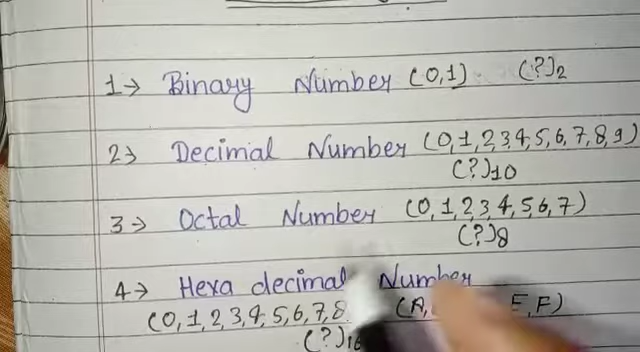 1→ Binary Number (0,1) (?)2
2→ Decimal Number (0,1,2,3,4,5,6,7,8,9)
(?)10
3→ Octal Number (0,1,2,3,4,5,6,7)
(?)8
4→ Hexa decimal Number
(0,1,2,3,4,5,6,7,8 (A, E,F)
(?)16